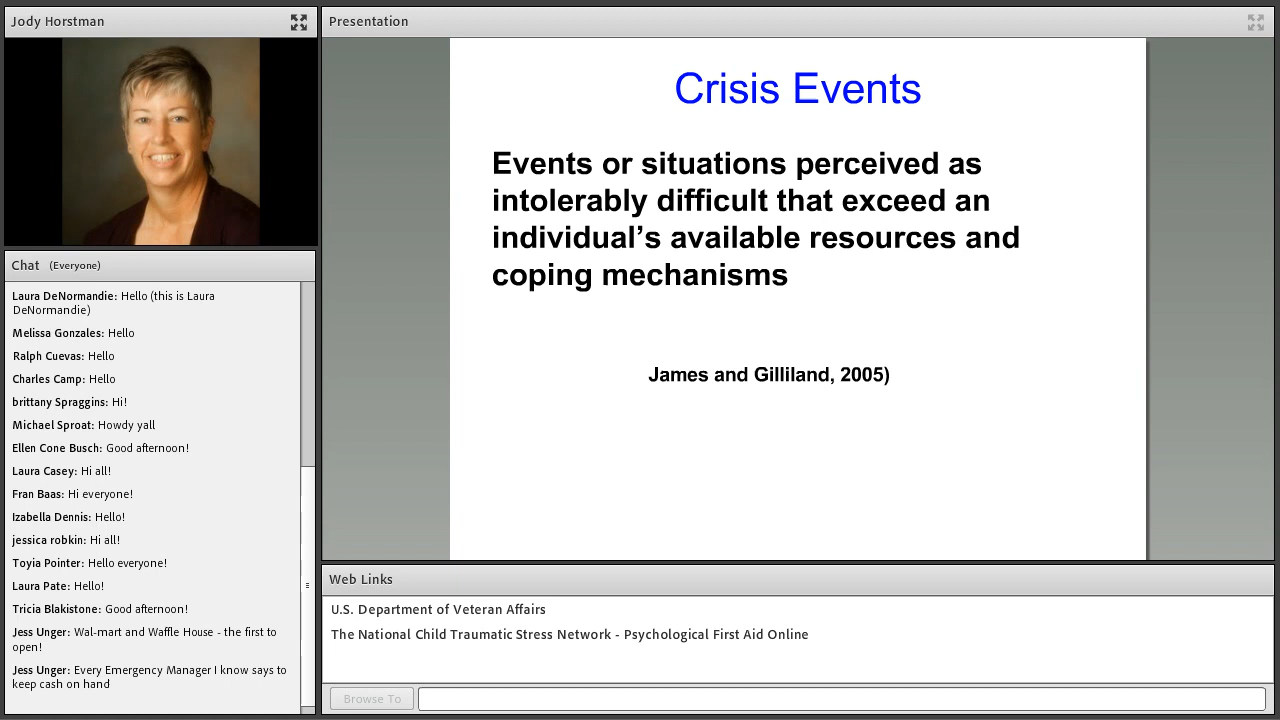 Jody Horstman
Presentation
Crisis Events
Events or situations perceived as
intolerably difficult that exceed an
individual’s available resources and
coping mechanisms
James and Gilliland, 2005)
Chat (Everyone)
Laura DeNormandie: Hello (this is Laura
DeNormandie)
Melissa Gonzales: Hello
Ralph Cuevas: Hello
Charles Camp: Hello
brittany Spraggins: Hi!
Michael Sproat: Howdy yall
Ellen Cone Busch: Good afternoon!
Laura Casey: Hi all!
Fran Baas: Hi everyone!
Izabella Dennis: Hello!
jessica robkin: Hi all!
Toyia Pointer: Hello everyone!
Laura Pate: Hello!
Tricia Blakistone: Good afternoon!
Jess Unger: Wal-mart and Waffle House - the first to
open!
Jess Unger: Every Emergency Manager I know says to
keep cash on hand
Web Links
U.S. Department of Veteran Affairs
The National Child Traumatic Stress Network - Psychological First Aid Online
Browse To